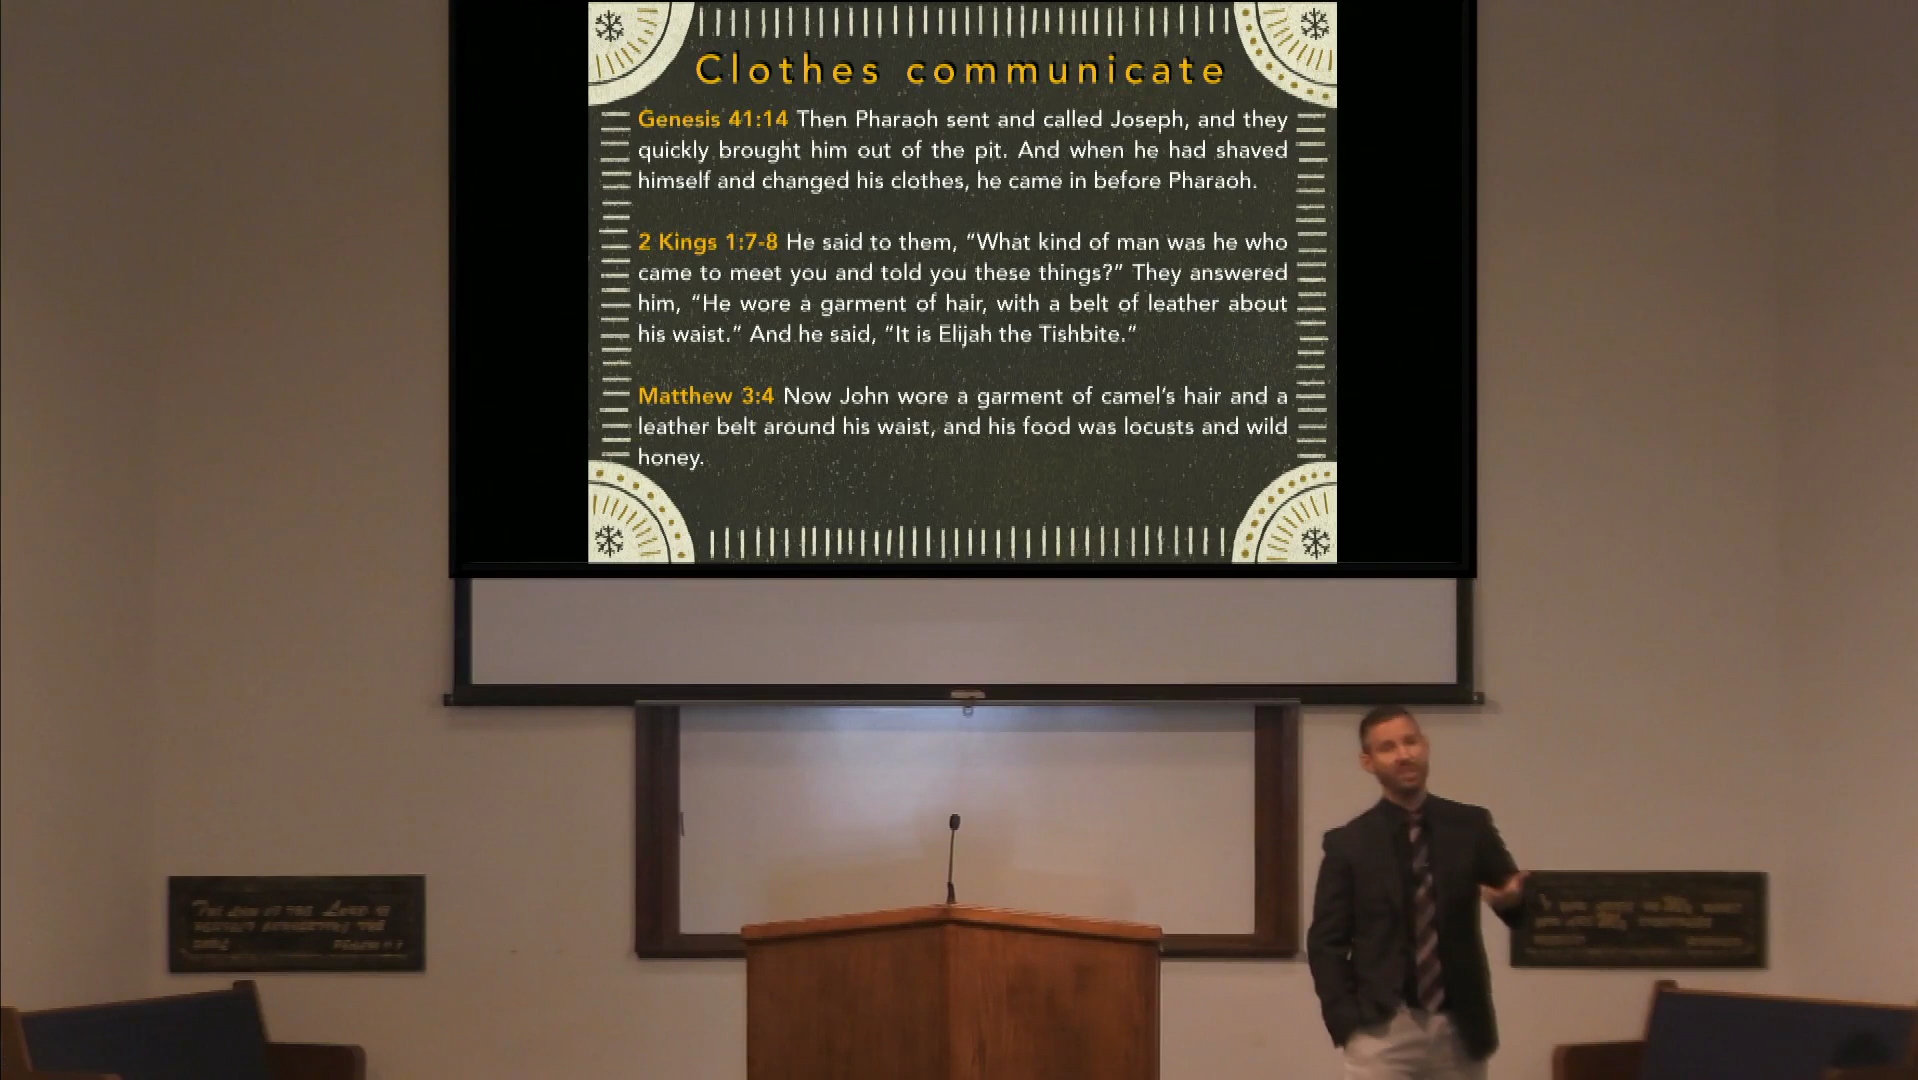 Clothes communicate
Genesis 41:14 Then Pharaoh sent and called Joseph, and they
quickly brought him out of the pit. And when he had shaved
himself and changed his clothes, he came in before Pharaoh.
2 Kings 1:7-8 He said to them, “What kind of man was he who
came to meet you and told you these things?” They answered
him, “He wore a garment of hair, with a belt of leather about
his waist.” And he said, “It is Elijah the Tishbite.”
Matthew 3:4 Now John wore a garment of camel’s hair and a
leather belt around his waist, and his food was locusts and wild
honey.